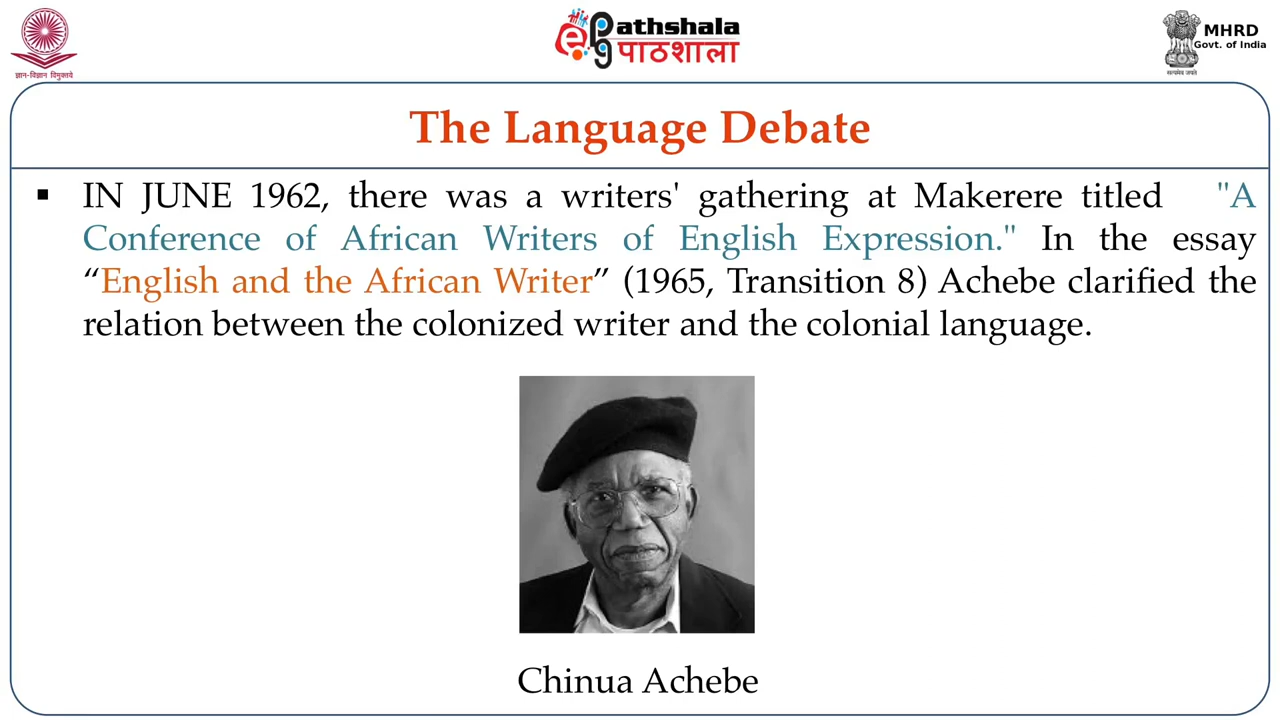 ज्ञान-विज्ञान विमुक्तये
ePg Pathshala
पाठशाला
MHRD
Govt. of India
सत्यमेव जयते
The Language Debate
▪ IN JUNE 1962, there was a writers' gathering at Makerere titled "A
Conference of African Writers of English Expression." In the essay
“English and the African Writer” (1965, Transition 8) Achebe clarified the
relation between the colonized writer and the colonial language.
Chinua Achebe